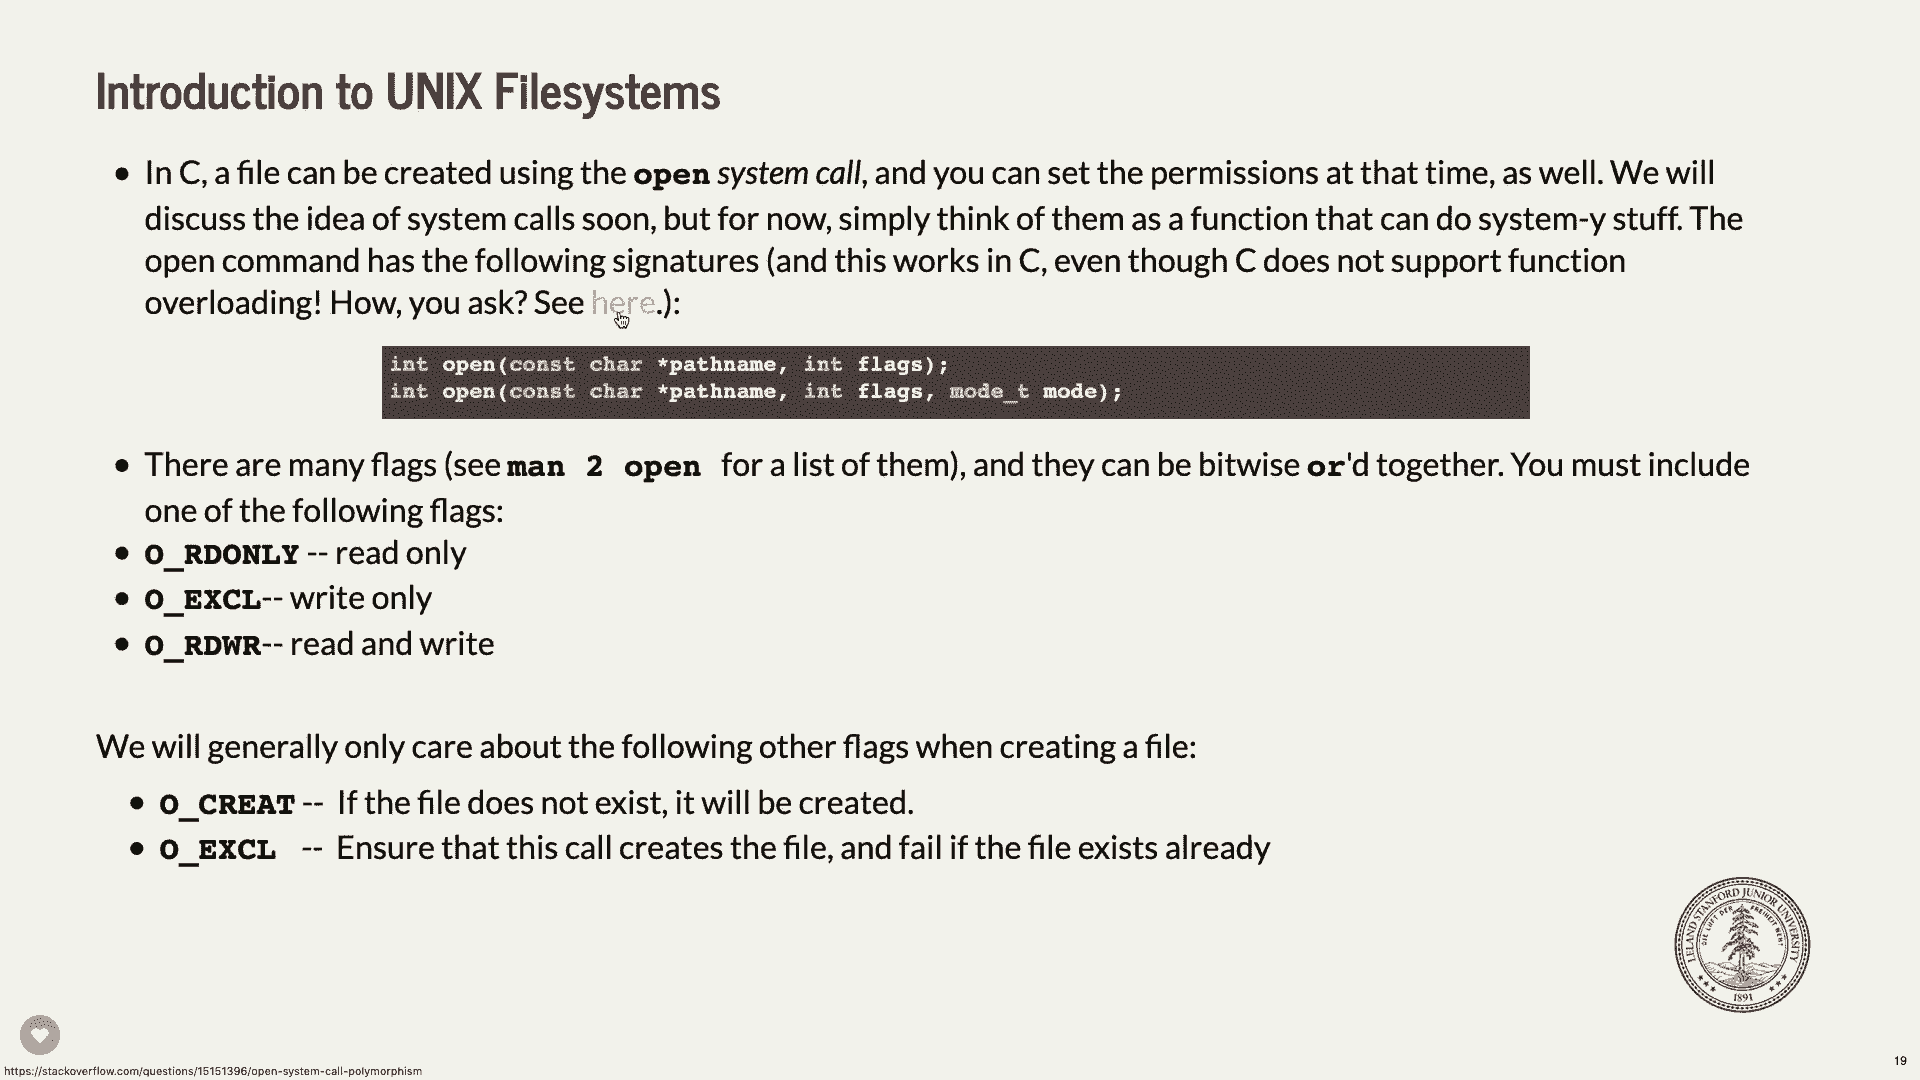 Introduction to UNIX Filesystems
• In C, a file can be created using the open system call, and you can set the permissions at that time, as well. We will
discuss the idea of system calls soon, but for now, simply think of them as a function that can do system-y stuff. The
open command has the following signatures (and this works in C, even though C does not support function
overloading! How, you ask? See here.):
int open(const char *pathname, int flags);
int open(const char *pathname, int flags, mode_t mode);
• There are many flags (see man 2 open for a list of them), and they can be bitwise or'd together. You must include
one of the following flags:
• O_RDONLY -- read only
• O_EXCL-- write only
• O_RDWR-- read and write
We will generally only care about the following other flags when creating a file:
• O_CREAT -- If the file does not exist, it will be created.
• O_EXCL -- Ensure that this call creates the file, and fail if the file exists already
LELAND STANFORD JUNIOR UNIVERSITY
DIE LUFT DER FREIHEIT WEHT
1891
19
https://stackoverflow.com/questions/15151396/open-system-call-polymorphism